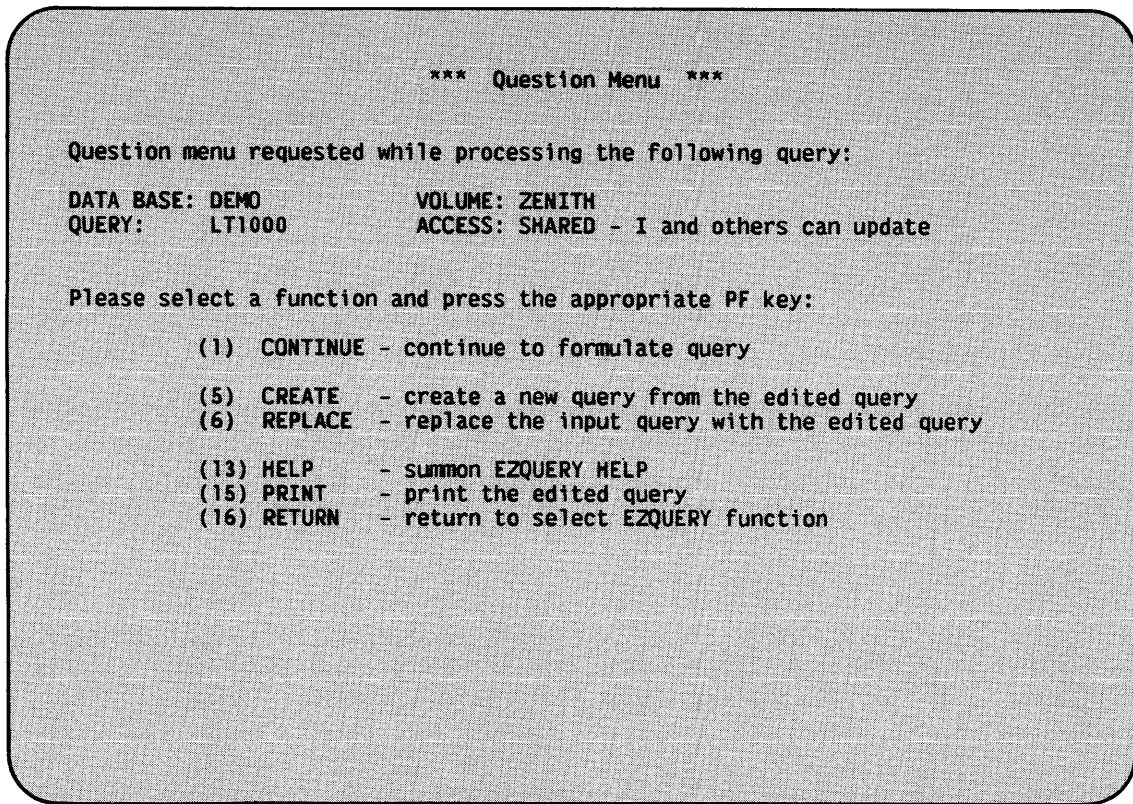 *** Question Menu ***
Question menu requested while processing the following query:
DATA BASE: DEMO VOLUME: ZENITH
QUERY: LT1000 ACCESS: SHARED - I and others can update
Please select a function and press the appropriate PF key:
(1) CONTINUE - continue to formulate query
(5) CREATE - create a new query from the edited query
(6) REPLACE - replace the input query with the edited query
(13) HELP - summon EZQUERY HELP
(15) PRINT - print the edited query
(16) RETURN - return to select EZQUERY function